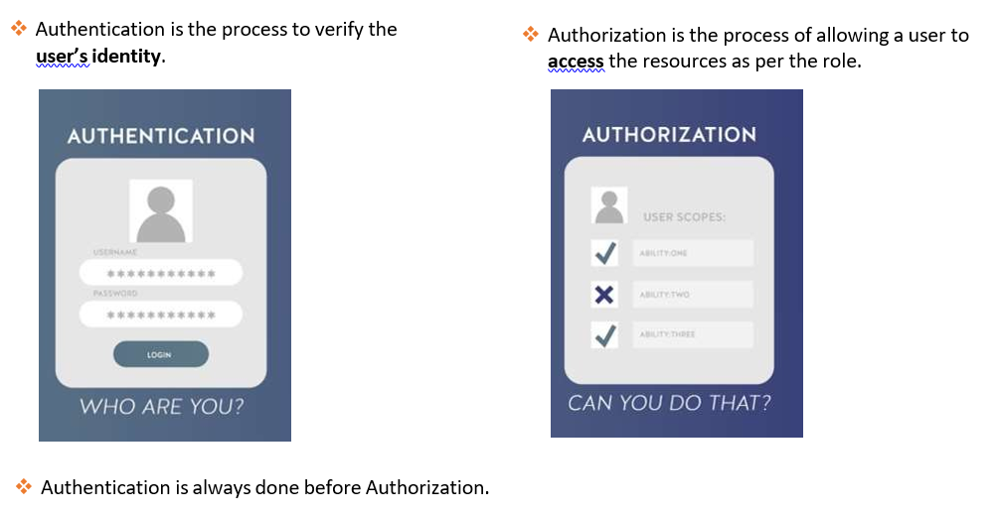 Authentication is the process to verify the
user's identity.
AUTHENTICATION
USERNAME
***********
PASSWORD
***********
LOGIN
WHO ARE YOU?
Authorization is the process of allowing a user to
access the resources as per the role.
AUTHORIZATION
USER SCOPES:
ABILITY:ONE
ABILITY:TWO
ABILITY:THREE
CAN YOU DO THAT?
Authentication is always done before Authorization.